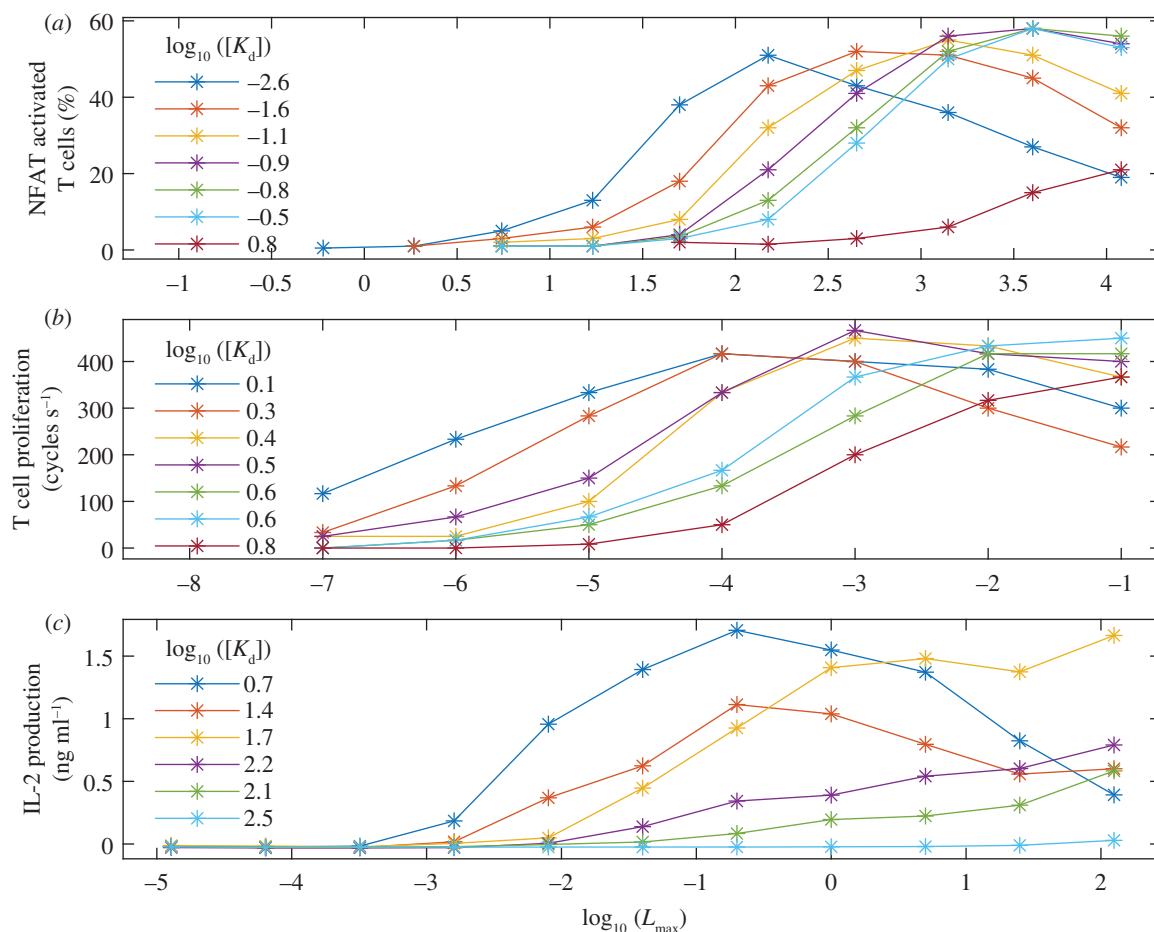 (a)
60
40
20
0
NFAT activated
T cells (%)
log10 ([Kd])
–2.6
–1.6
–1.1
–0.9
–0.8
–0.5
0.8
–1 –0.5 0 0.5 1 1.5 2 2.5 3 3.5 4
(b)
400
300
200
100
0
T cell proliferation
(cycles s–1)
log10 ([Kd])
0.1
0.3
0.4
0.5
0.6
0.6
0.8
–8 –7 –6 –5 –4 –3 –2 –1
(c)
1.5
1
0.5
0
IL-2 production
(ng ml–1)
log10 ([Kd])
0.7
1.4
1.7
2.2
2.1
2.5
–5 –4 –3 –2 –1 0 1 2
log10 (Lmax)